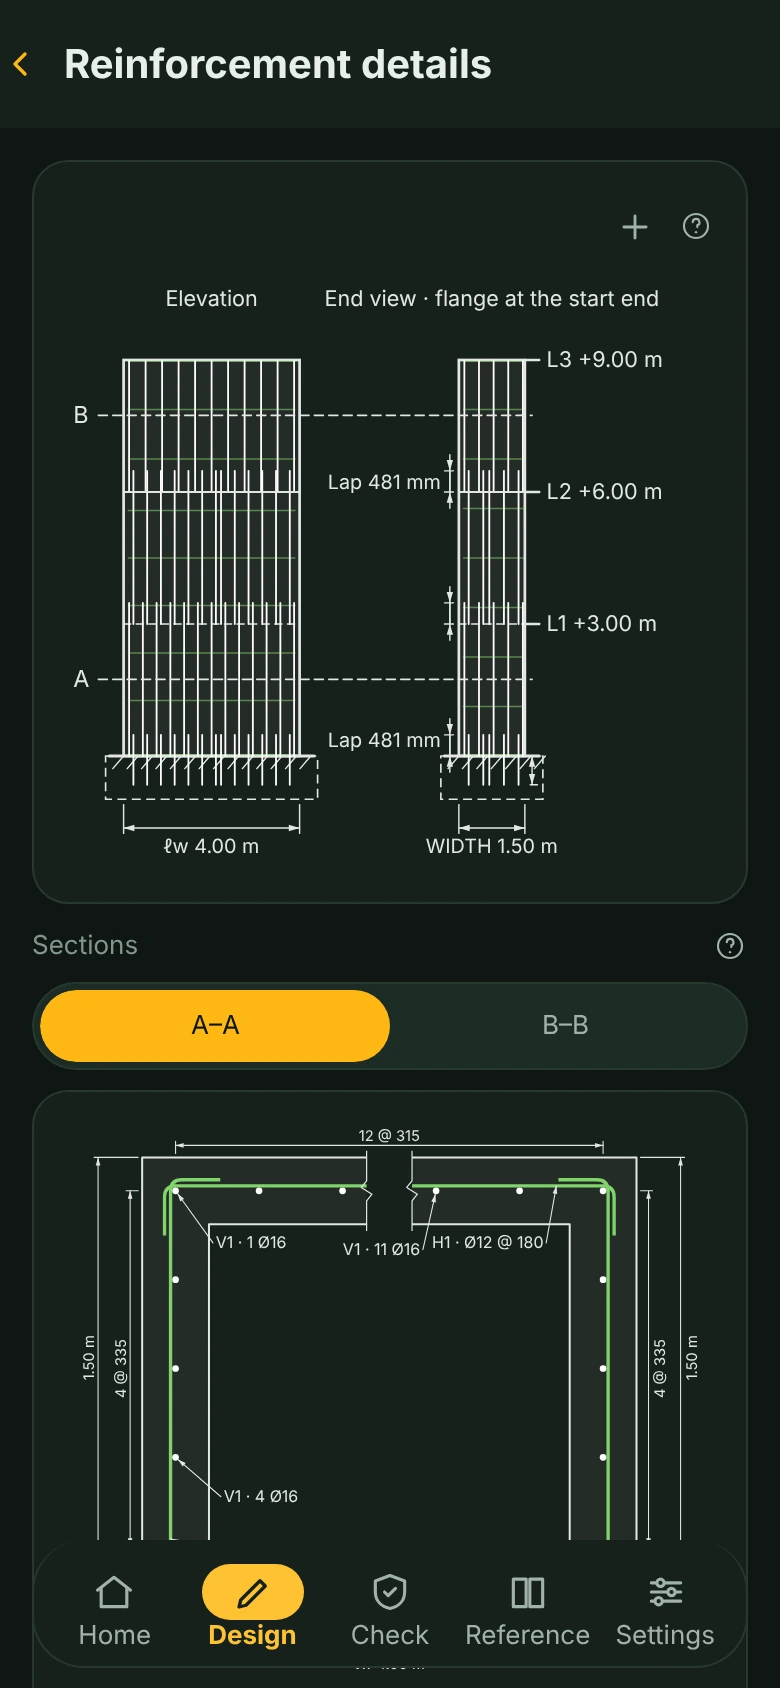 Reinforcement details
Elevation
End view · flange at the start end
L3 +9.00 m
B
Lap 481 mm
L2 +6.00 m
L1 +3.00 m
A
Lap 481 mm
ℓw 4.00 m
WIDTH 1.50 m
Sections
A–A
B–B
12 @ 315
V1 · 1 Ø16
V1 · 11 Ø16
H1 · Ø12 @ 180
1.50 m
4 @ 335
4 @ 335
1.50 m
V1 · 4 Ø16
Home
Design
Check
Reference
Settings